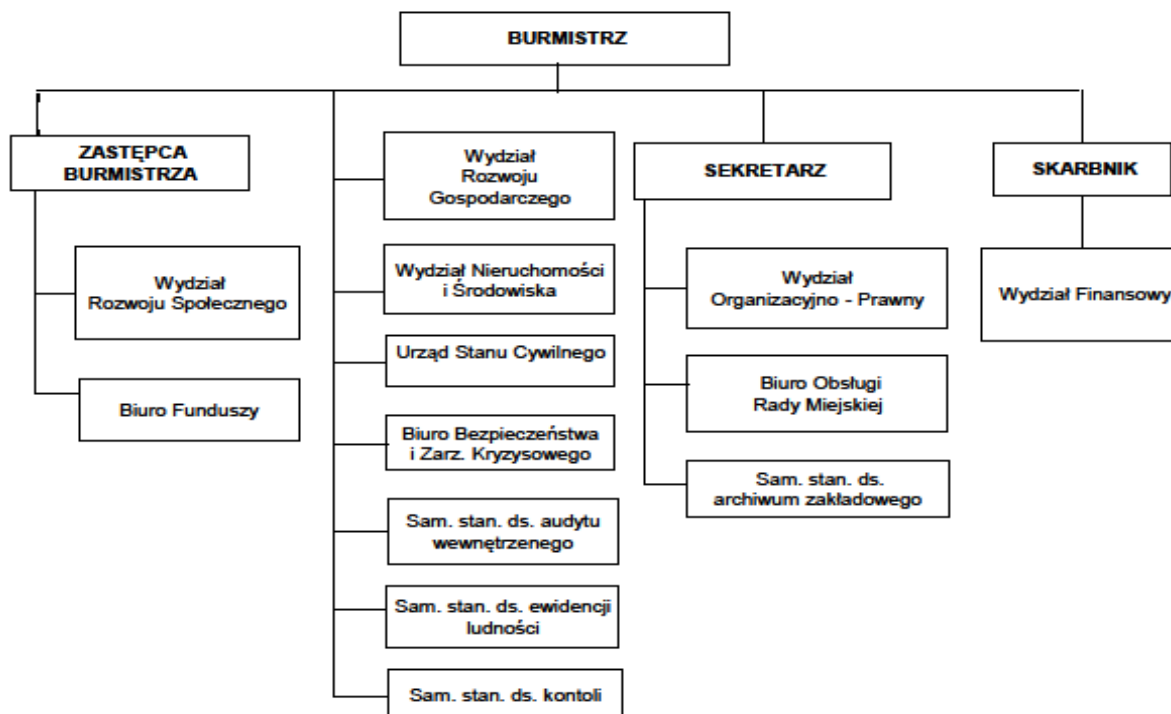 BURMISTRZ
ZASTĘPCA
BURMISTRZA
Wydział
Rozwoju Społecznego
Biuro Funduszy
Wydział
Rozwoju
Gospodarczego
Wydział Nieruchomości
i Środowiska
Urząd Stanu Cywilnego
Biuro Bezpieczeństwa
i Zarz. Kryzysowego
Sam. stan. ds. audytu
wewnętrzenego
Sam. stan. ds. ewidencji
ludności
Sam. stan. ds. kontoli
SEKRETARZ
Wydział
Organizacyjno - Prawny
Biuro Obsługi
Rady Miejskiej
Sam. stan. ds.
archiwum zakładowego
SKARBNIK
Wydział Finansowy